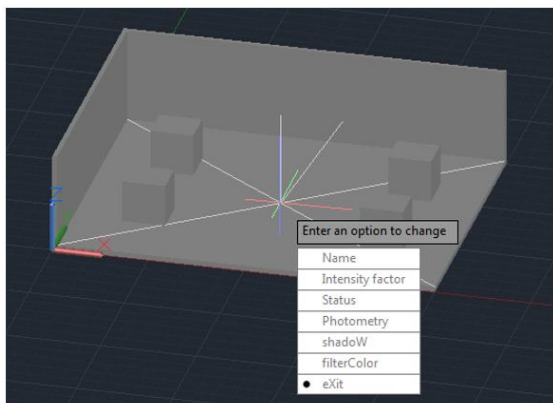 Z
X
Enter an option to change
Name
Intensity factor
Status
Photometry
shadoW
filterColor
eXit